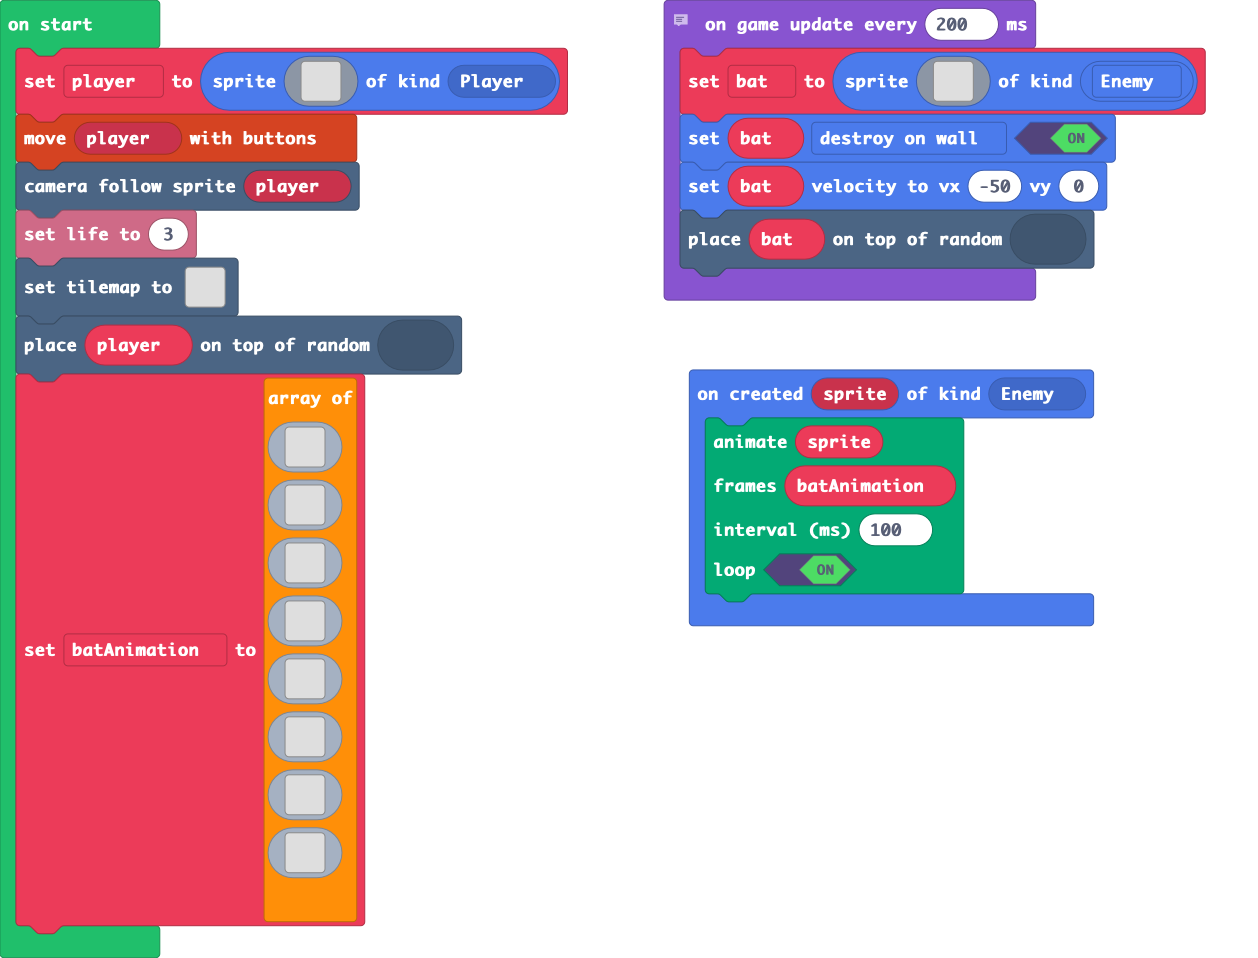 on start
set player to sprite of kind Player
move player with buttons
camera follow sprite player
set life to 3
set tilemap to
place player on top of random
set batAnimation to array of
on game update every 200 ms
set bat to sprite of kind Enemy
set bat destroy on wall ON
set bat velocity to vx -50 vy 0
place bat on top of random
on created sprite of kind Enemy
animate sprite
frames batAnimation
interval (ms) 100
loop ON